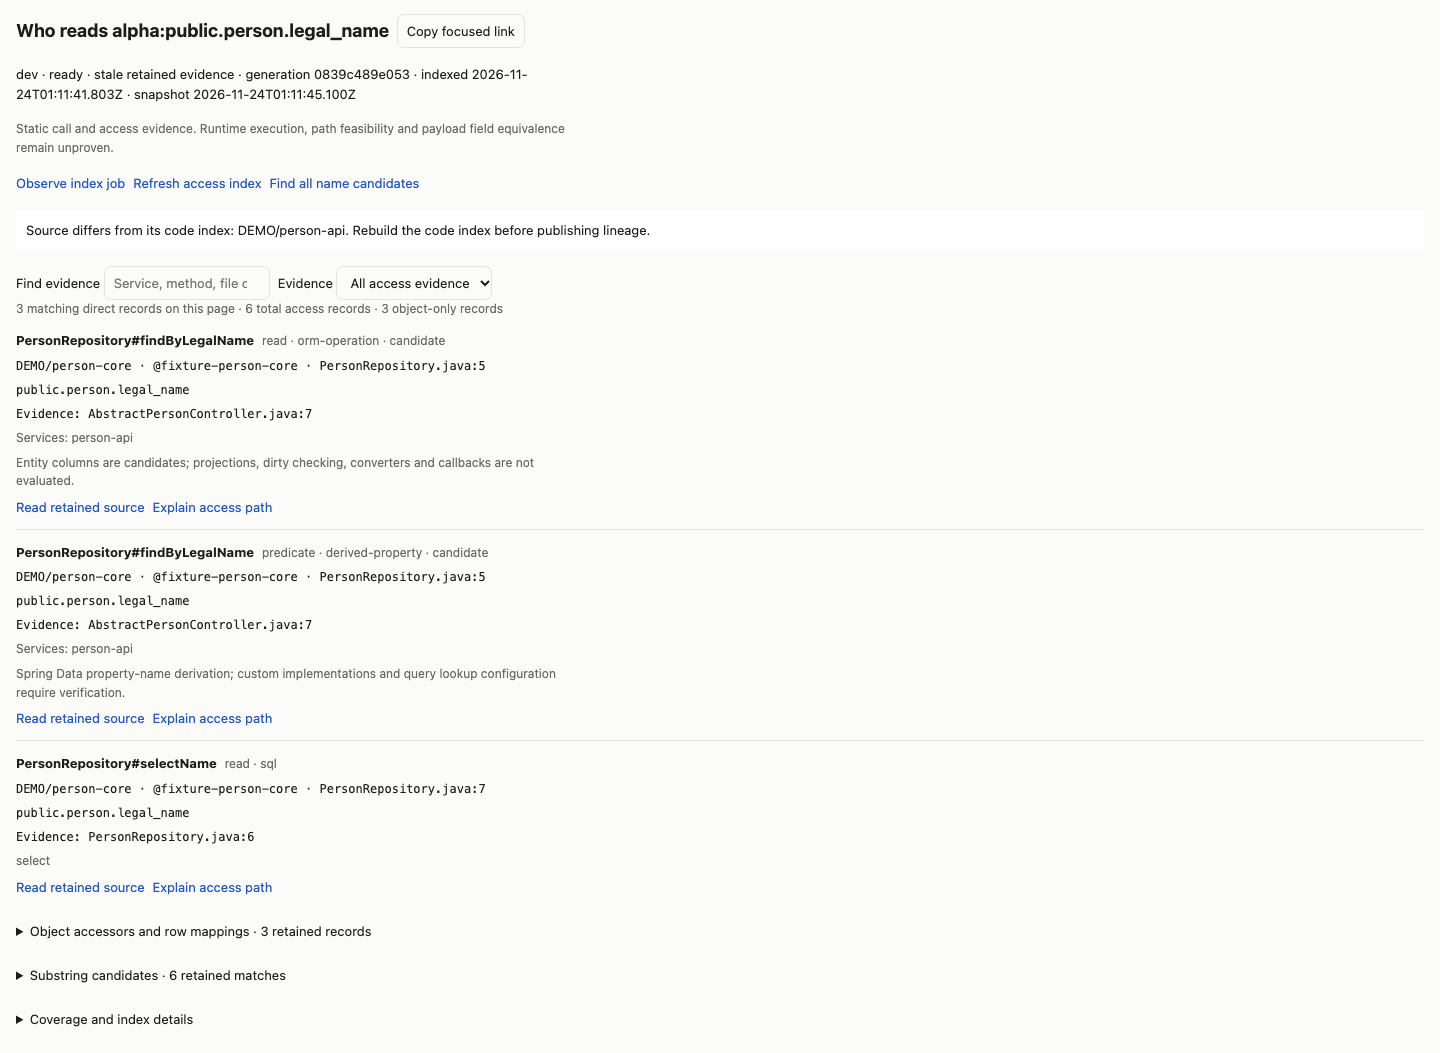 Who reads alpha:public.person.legal_name
Copy focused link
dev · ready · stale retained evidence · generation 0839c489e053 · indexed 2026-11-
24T01:11:41.803Z · snapshot 2026-11-24T01:11:45.100Z
Static call and access evidence. Runtime execution, path feasibility and payload field equivalence
remain unproven.
Observe index job Refresh access index Find all name candidates
Source differs from its code index: DEMO/person-api. Rebuild the code index before publishing lineage.
Find evidence Service, method, file Evidence All access evidence
3 matching direct records on this page · 6 total access records · 3 object-only records
PersonRepository#findByLegalName read · orm-operation · candidate
DEMO/person-core · @fixture-person-core · PersonRepository.java:5
public.person.legal_name
Evidence: AbstractPersonController.java:7
Services: person-api
Entity columns are candidates; projections, dirty checking, converters and callbacks are not
evaluated.
Read retained source Explain access path
PersonRepository#findByLegalName predicate · derived-property · candidate
DEMO/person-core · @fixture-person-core · PersonRepository.java:5
public.person.legal_name
Evidence: AbstractPersonController.java:7
Services: person-api
Spring Data property-name derivation; custom implementations and query lookup configuration
require verification.
Read retained source Explain access path
PersonRepository#selectName read · sql
DEMO/person-core · @fixture-person-core · PersonRepository.java:7
public.person.legal_name
Evidence: PersonRepository.java:6
select
Read retained source Explain access path
Object accessors and row mappings · 3 retained records
Substring candidates · 6 retained matches
Coverage and index details